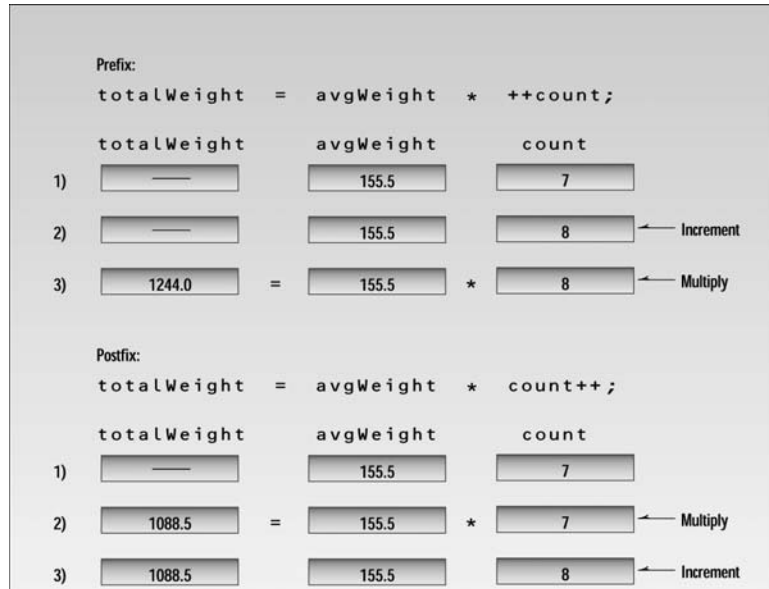 Prefix:
totalWeight = avgWeight * ++count;
totalWeight avgWeight count
1) — 155.5 7
2) — 155.5 8 Increment
3) 1244.0 = 155.5 * 8 Multiply
Postfix:
totalWeight = avgWeight * count++;
totalWeight avgWeight count
1) — 155.5 7
2) 1088.5 = 155.5 * 7 Multiply
3) 1088.5 155.5 8 Increment